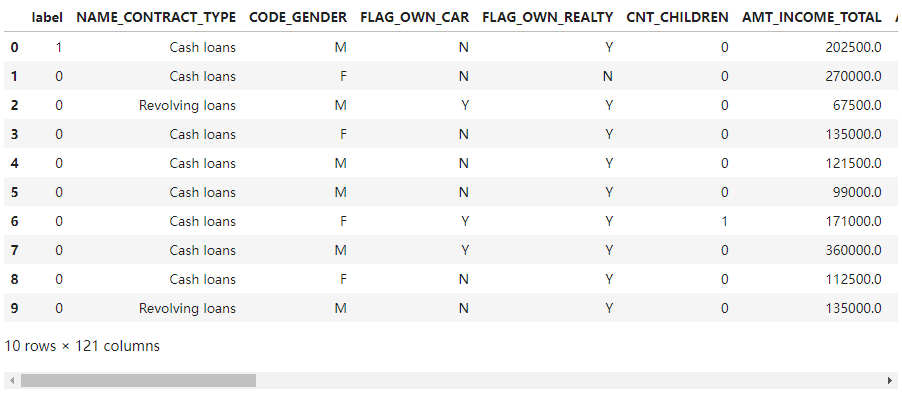 label NAME_CONTRACT_TYPE CODE_GENDER FLAG_OWN_CAR FLAG_OWN_REALTY CNT_CHILDREN AMT_INCOME_TOTAL
0 1 Cash loans M N Y 0 202500.0
1 0 Cash loans F N N 0 270000.0
2 0 Revolving loans M Y Y 0 67500.0
3 0 Cash loans F N Y 0 135000.0
4 0 Cash loans M N Y 0 121500.0
5 0 Cash loans M N Y 0 99000.0
6 0 Cash loans F Y Y 1 171000.0
7 0 Cash loans M Y Y 0 360000.0
8 0 Cash loans F N Y 0 112500.0
9 0 Revolving loans M N Y 0 135000.0
10 rows × 121 columns